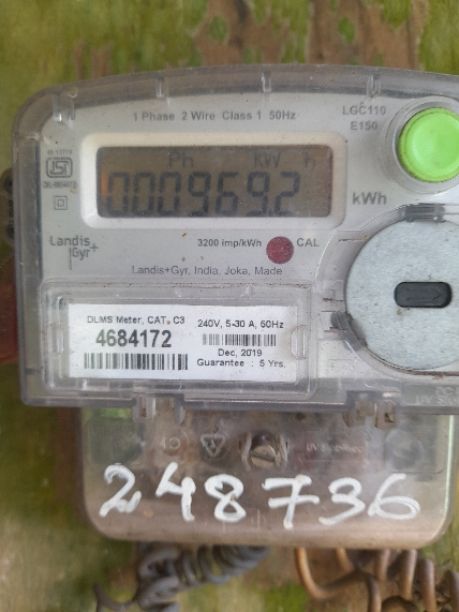 1 Phase 2 Wire Class 1 50Hz
LGC110
E150
Ph KW h
000969.2
kWh
Landis
Gyr+
3200 imp/kWh CAL
Landis+Gyr, India, Joka, Made
DLMS Meter, CAT. C3
4684172
240V, 5-30 A, 50Hz
Dec, 2019
Guarantee : 5 Yrs.
248736